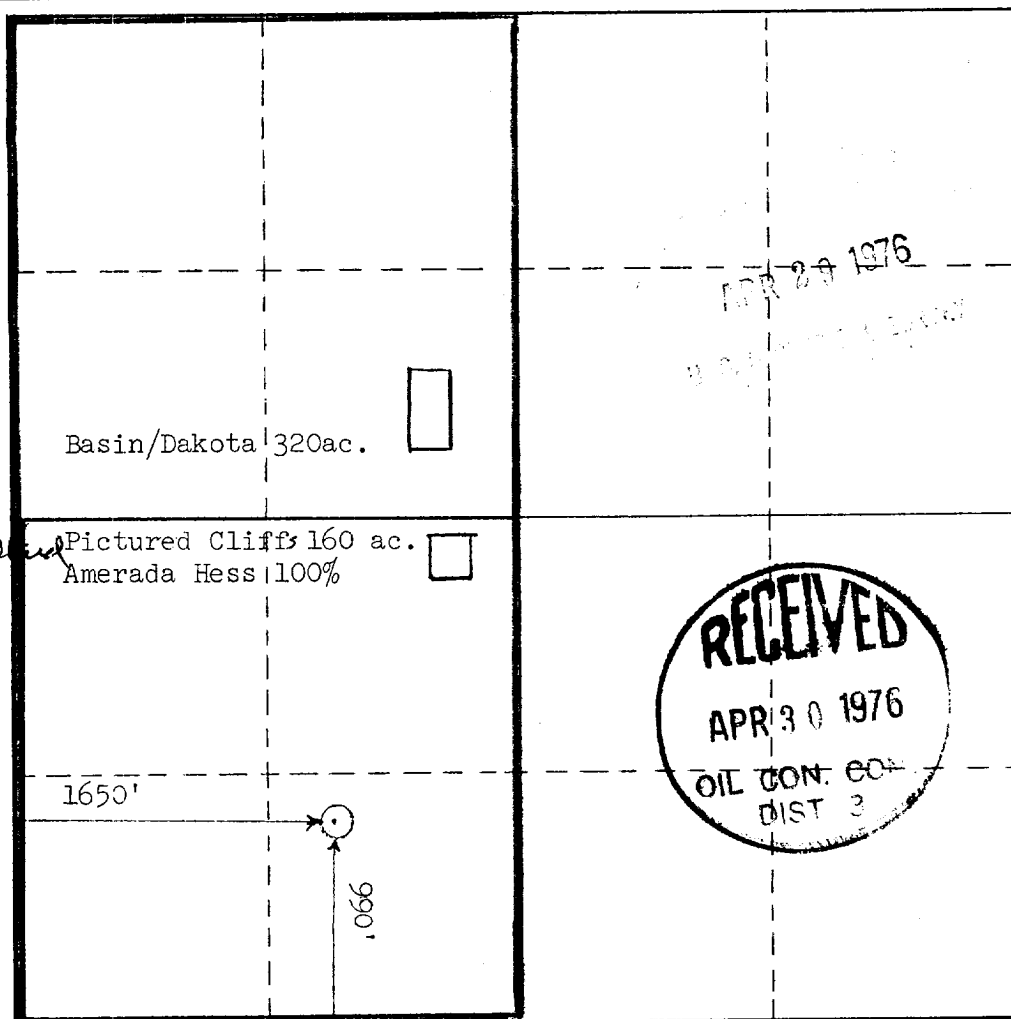 APR 20 1976
Basin/Dakota 320ac.
Pictured Cliffs 160 ac.
Amerada Hess 100%
RECEIVED
APR 30 1976
OIL CON. COM
DIST 3
1650'
990'